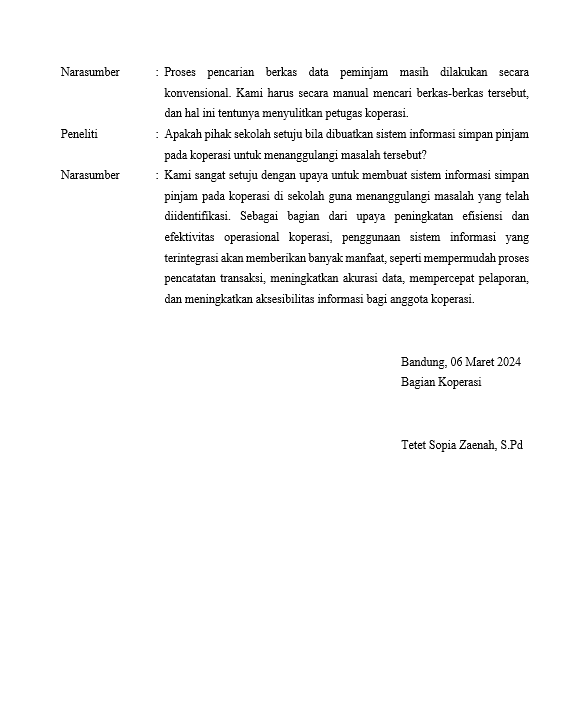 Narasumber : Proses pencarian berkas data peminjam masih dilakukan secara
konvensional. Kami harus secara manual mencari berkas-berkas tersebut,
dan hal ini tentunya menyulitkan petugas koperasi.
Peneliti : Apakah pihak sekolah setuju bila dibuatkan sistem informasi simpan pinjam
pada koperasi untuk menanggulangi masalah tersebut?
Narasumber : Kami sangat setuju dengan upaya untuk membuat sistem informasi simpan
pinjam pada koperasi di sekolah guna menanggulangi masalah yang telah
diidentifikasi. Sebagai bagian dari upaya peningkatan efisiensi dan
efektivitas operasional koperasi, penggunaan sistem informasi yang
terintegrasi akan memberikan banyak manfaat, seperti mempermudah proses
pencatatan transaksi, meningkatkan akurasi data, mempercepat pelaporan,
dan meningkatkan aksesibilitas informasi bagi anggota koperasi.
Bandung, 06 Maret 2024
Bagian Koperasi
Tetet Sopia Zaenah, S.Pd